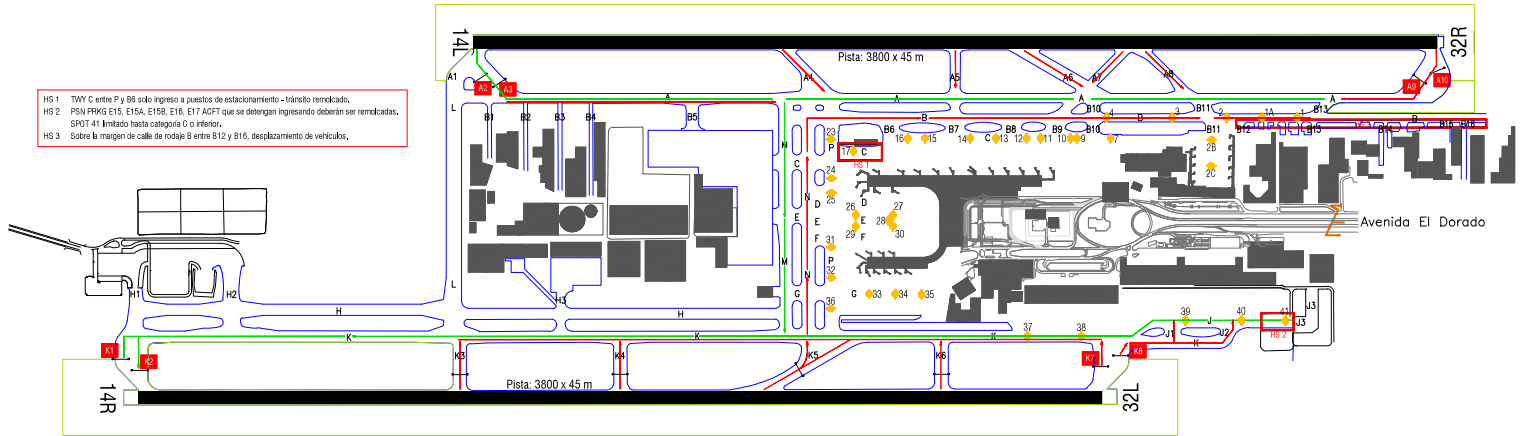 14L
32R
Pista: 3800 x 45 m
A1
A2
A3
A4
A5
A6
A7
A8
A9
A10
HS 1 TWY C entre P y B6 solo ingreso a puestos de estacionamiento - tránsito remolcado.
HS 2 PSN PRKG E15, E15A, E15B, E16, E17 ACFT que se detengan ingresando deberán ser remolcadas.
SPOT 41 limitado hasta categoría C o inferior.
HS 3 Sobre la margen de calle de rodaje B entre B12 y B16, desplazamiento de vehículos.
A
A
A
A
L
B1
B2
B3
B4
B5
B
B10
4
B
3
B11
2
1A
1
B13
B
23
B6
B7
B8
B9
B10
B11
B12
B13
B14
B15
B16
M
P
16
15
14
C
13
12
11
10
9
7
2B
17
C
HS 1
C
24
2C
25
N
D
D
E
E
E
F
F
26
27
28
29
30
Avenida El Dorado
31
M
P
32
N
L
H1
H2
H3
G
G
33
34
35
36
H
H
J3
37
38
39
J
40
41
J3
HS 2
K
K
K
J1
J2
K
K1
K2
K3
K4
K5
K6
K7
K8
Pista: 3800 x 45 m
14R
32L